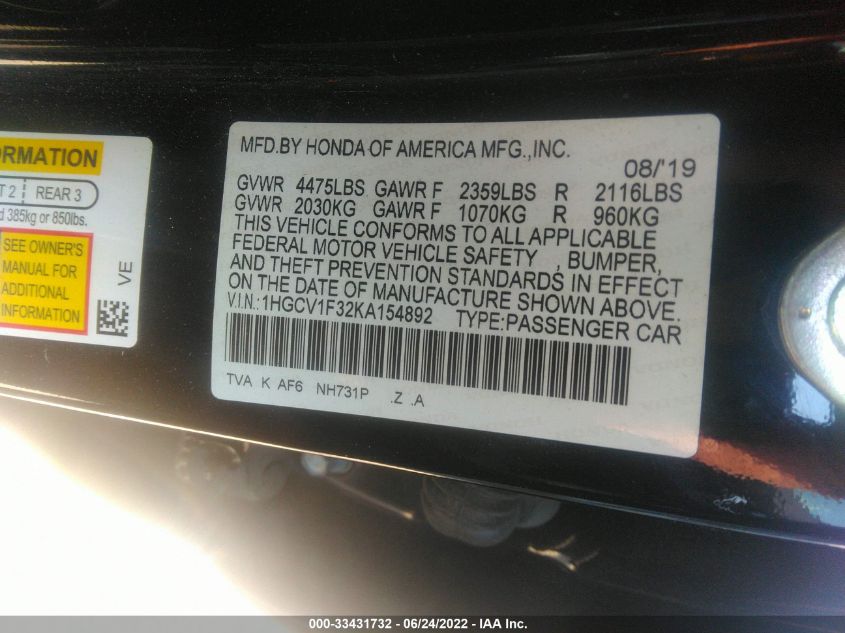 ORMATION
T 2 | REAR 3
d 385kg or 850lbs.
SEE OWNER'S
MANUAL FOR
ADDITIONAL
INFORMATION
VE
MFD.BY HONDA OF AMERICA MFG.,INC.
08/'19
GVWR 4475LBS GAWR F 2359LBS R 2116LBS
GVWR 2030KG GAWR F 1070KG R 960KG
THIS VEHICLE CONFORMS TO ALL APPLICABLE
FEDERAL MOTOR VEHICLE SAFETY , BUMPER,
AND THEFT PREVENTION STANDARDS IN EFFECT
ON THE DATE OF MANUFACTURE SHOWN ABOVE.
V.I.N.:1HGCV1F32KA154892 TYPE:PASSENGER CAR
TVA K AF6 NH731P .Z .A
000-33431732 - 06/24/2022 - IAA Inc.